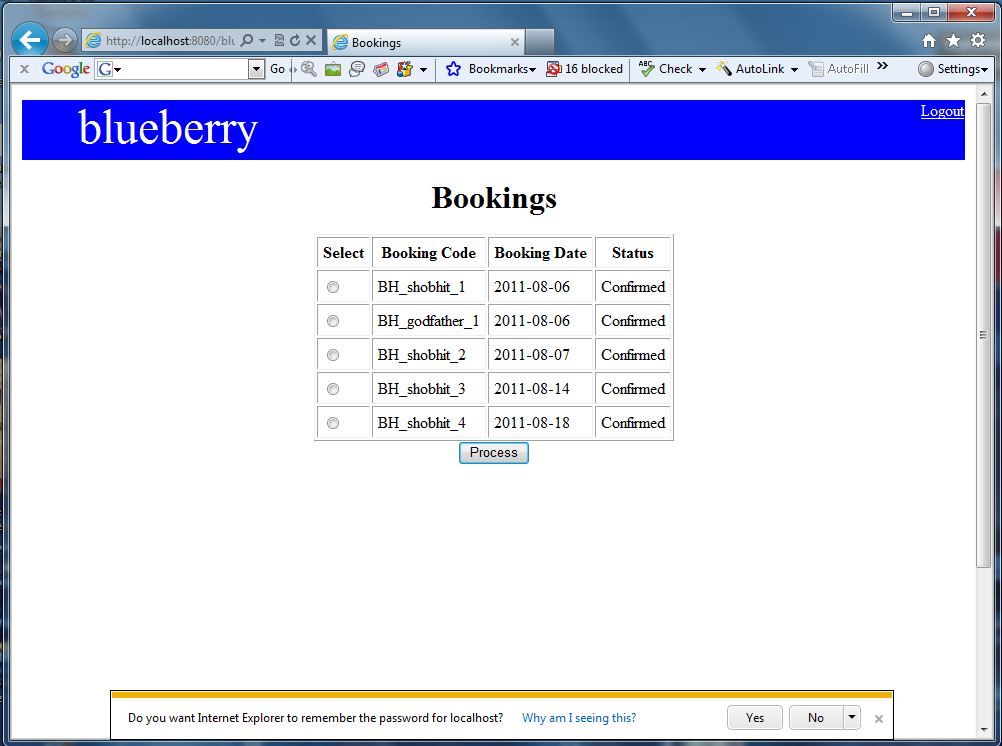 http://localhost:8080/blu
Bookings
Google
G
Go
Bookmarks
16 blocked
ABC
Check
AutoLink
AutoFill
»
Settings
blueberry
Logout
Bookings
Select Booking Code Booking Date Status
BH_shobhit_1 2011-08-06 Confirmed
BH_godfather_1 2011-08-06 Confirmed
BH_shobhit_2 2011-08-07 Confirmed
BH_shobhit_3 2011-08-14 Confirmed
BH_shobhit_4 2011-08-18 Confirmed
Process
Do you want Internet Explorer to remember the password for localhost? Why am I seeing this? Yes No